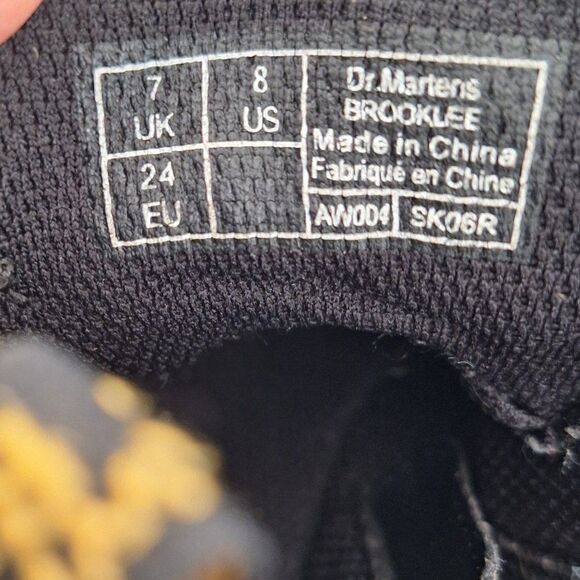 7 UK
8 US
24 EU
Dr.Martens
BROOKLEE
Made in China
Fabriqué en Chine
AW004 SK06R